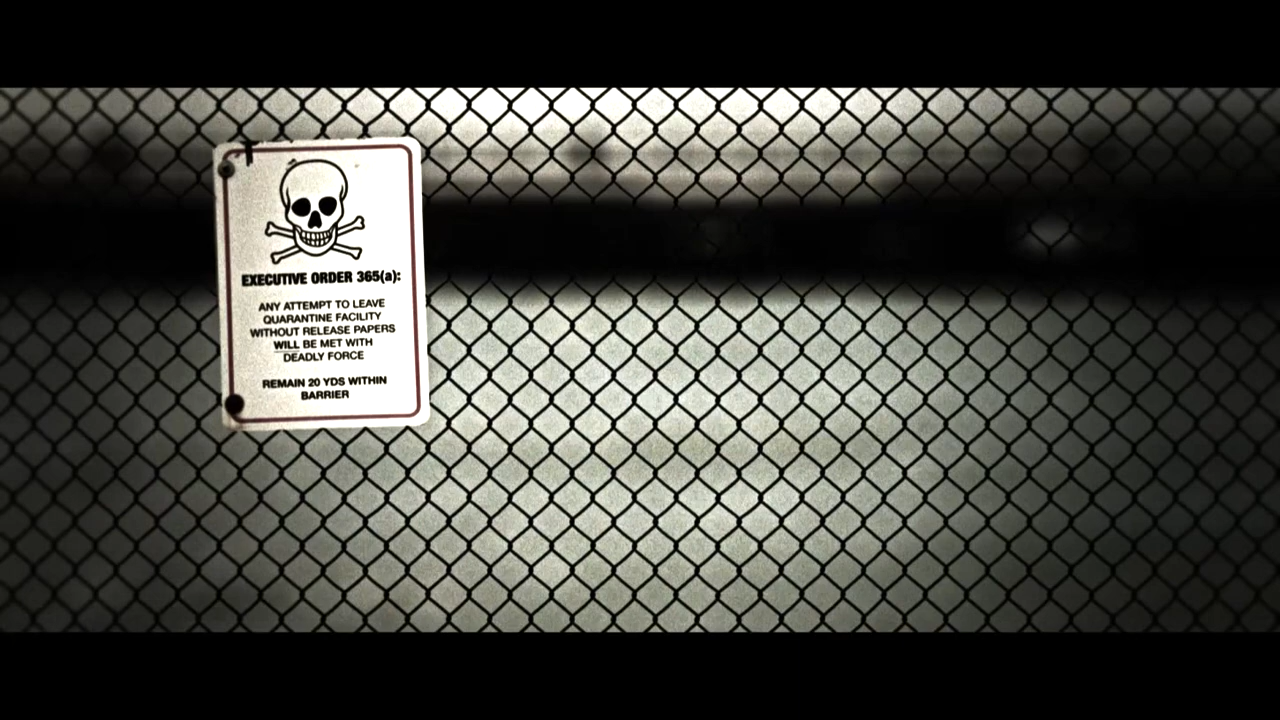 EXECUTIVE ORDER 365(a):
ANY ATTEMPT TO LEAVE
QUARANTINE FACILITY
WITHOUT RELEASE PAPERS
WILL BE MET WITH
DEADLY FORCE
REMAIN 20 YDS WITHIN
BARRIER